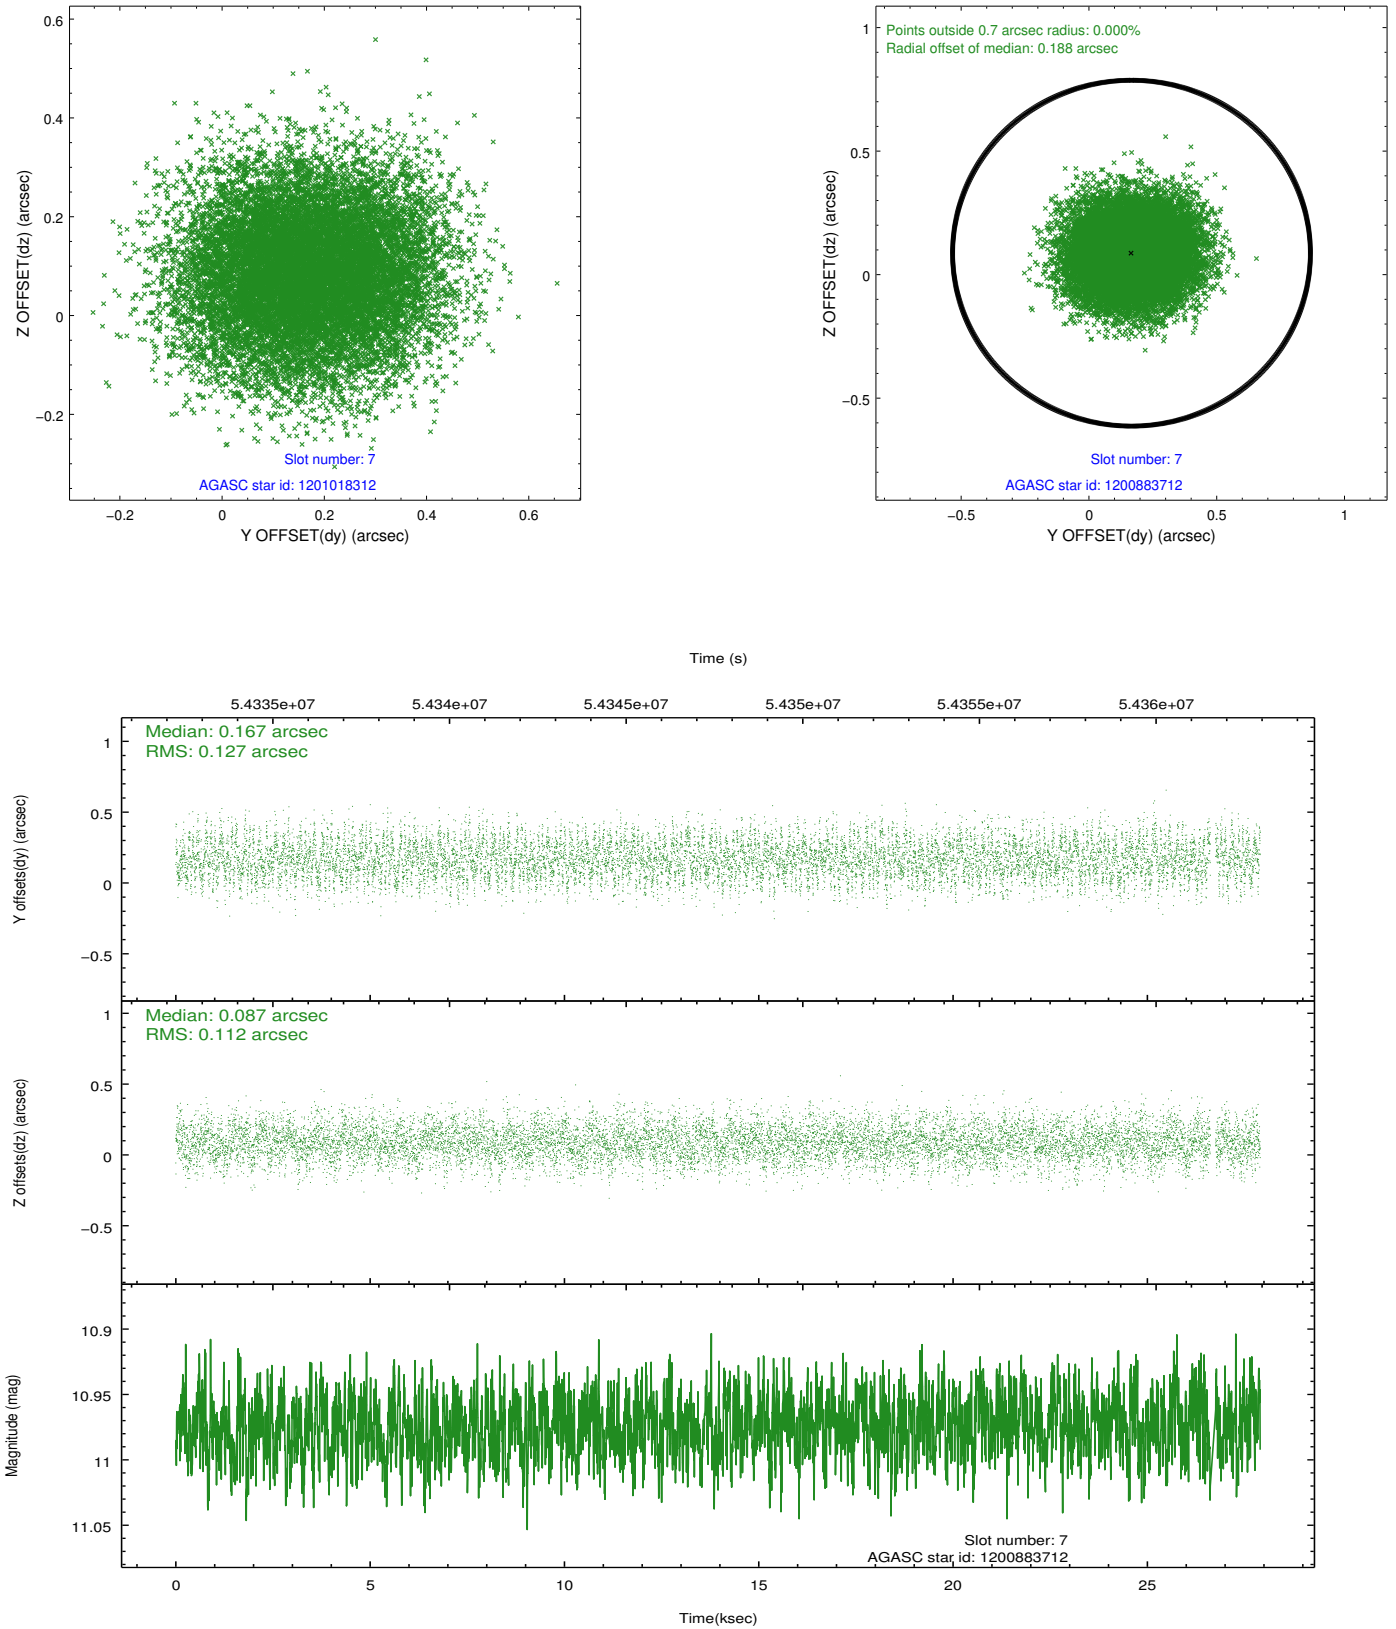 0.6
0.4
0.2
0
−0.2
Z OFFSET(dz) (arcsec)
Slot number: 7
AGASC star id: 1201018312
−0.2 0 0.2 0.4 0.6
Y OFFSET(dy) (arcsec)
Points outside 0.7 arcsec radius: 0.000%
Radial offset of median: 0.188 arcsec
1
0.5
0
−0.5
Z OFFSET(dz) (arcsec)
Slot number: 7
AGASC star id: 1200883712
−0.5 0 0.5 1
Y OFFSET(dy) (arcsec)
Time (s)
5.4335e+07 5.434e+07 5.4345e+07 5.435e+07 5.4355e+07 5.436e+07
Median: 0.167 arcsec
RMS: 0.127 arcsec
1
0.5
0
−0.5
Y offsets(dy) (arcsec)
Median: 0.087 arcsec
RMS: 0.112 arcsec
1
0.5
0
−0.5
Z offsets(dz) (arcsec)
10.9
10.95
11
11.05
Magnitude (mag)
Slot number: 7
AGASC star id: 1200883712
0 5 10 15 20 25
Time(ksec)